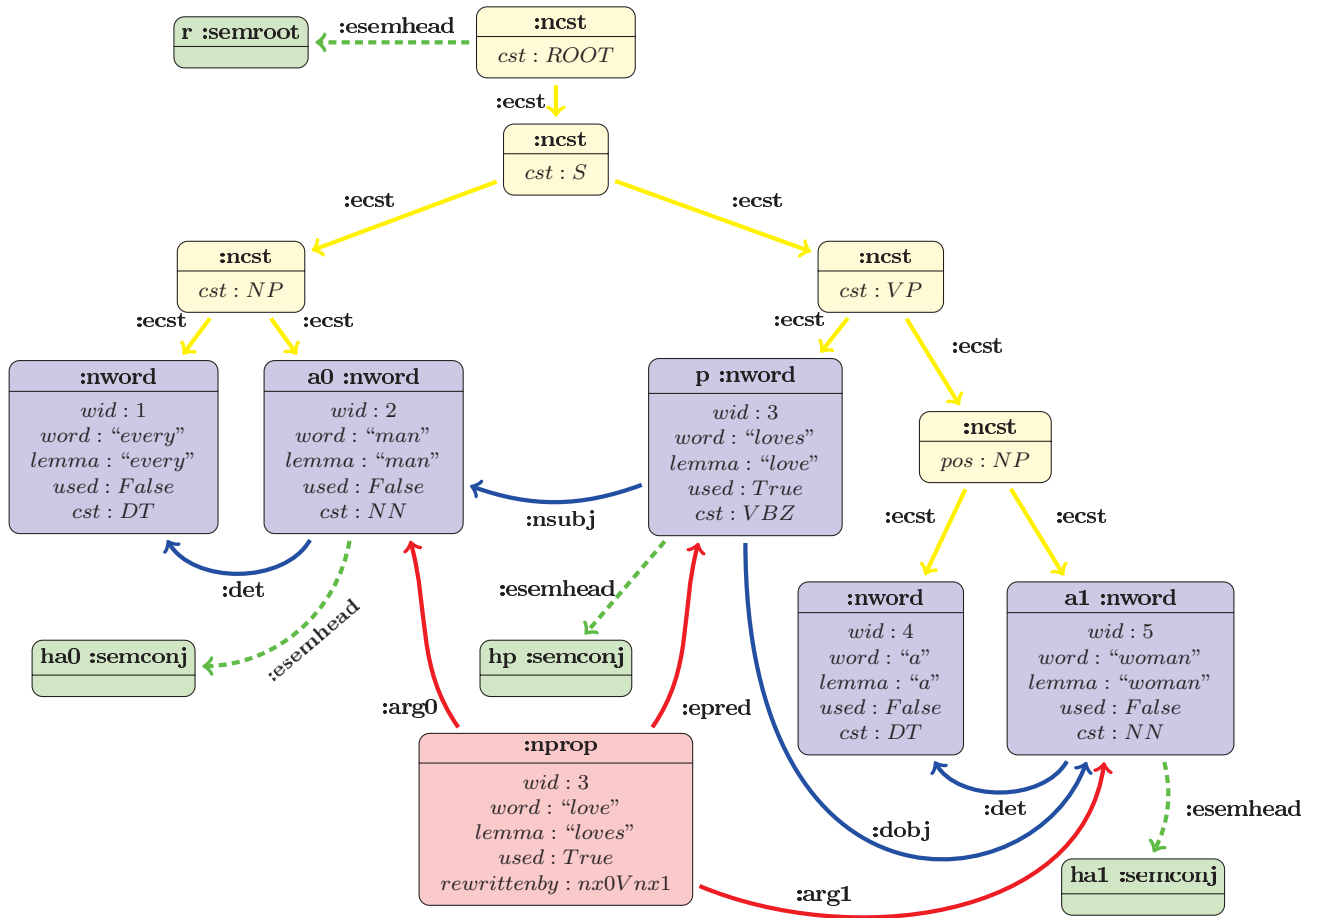 r :semroot
:esemhead
:ncst
cst : ROOT
:ecst
:ncst
cst : S
:ecst
:ecst
:ncst
cst : NP
:ncst
cst : VP
:ecst
:ecst
:ecst
:ecst
:nword
wid : 1
word : “every”
lemma : “every”
used : False
cst : DT
a0 :nword
wid : 2
word : “man”
lemma : “man”
used : False
cst : NN
p :nword
wid : 3
word : “loves”
lemma : “love”
used : True
cst : VBZ
:ncst
pos : NP
:ecst
:ecst
:nsubj
:det
:esemhead
:esemhead
:nword
wid : 4
word : “a”
lemma : “a”
used : False
cst : DT
a1 :nword
wid : 5
word : “woman”
lemma : “woman”
used : False
cst : NN
ha0 :semconj
hp :semconj
:arg0
:epred
:nprop
wid : 3
word : “love”
lemma : “loves”
used : True
rewrittenby : nx0Vnx1
:dobj
:det
:esemhead
:arg1
ha1 :semconj